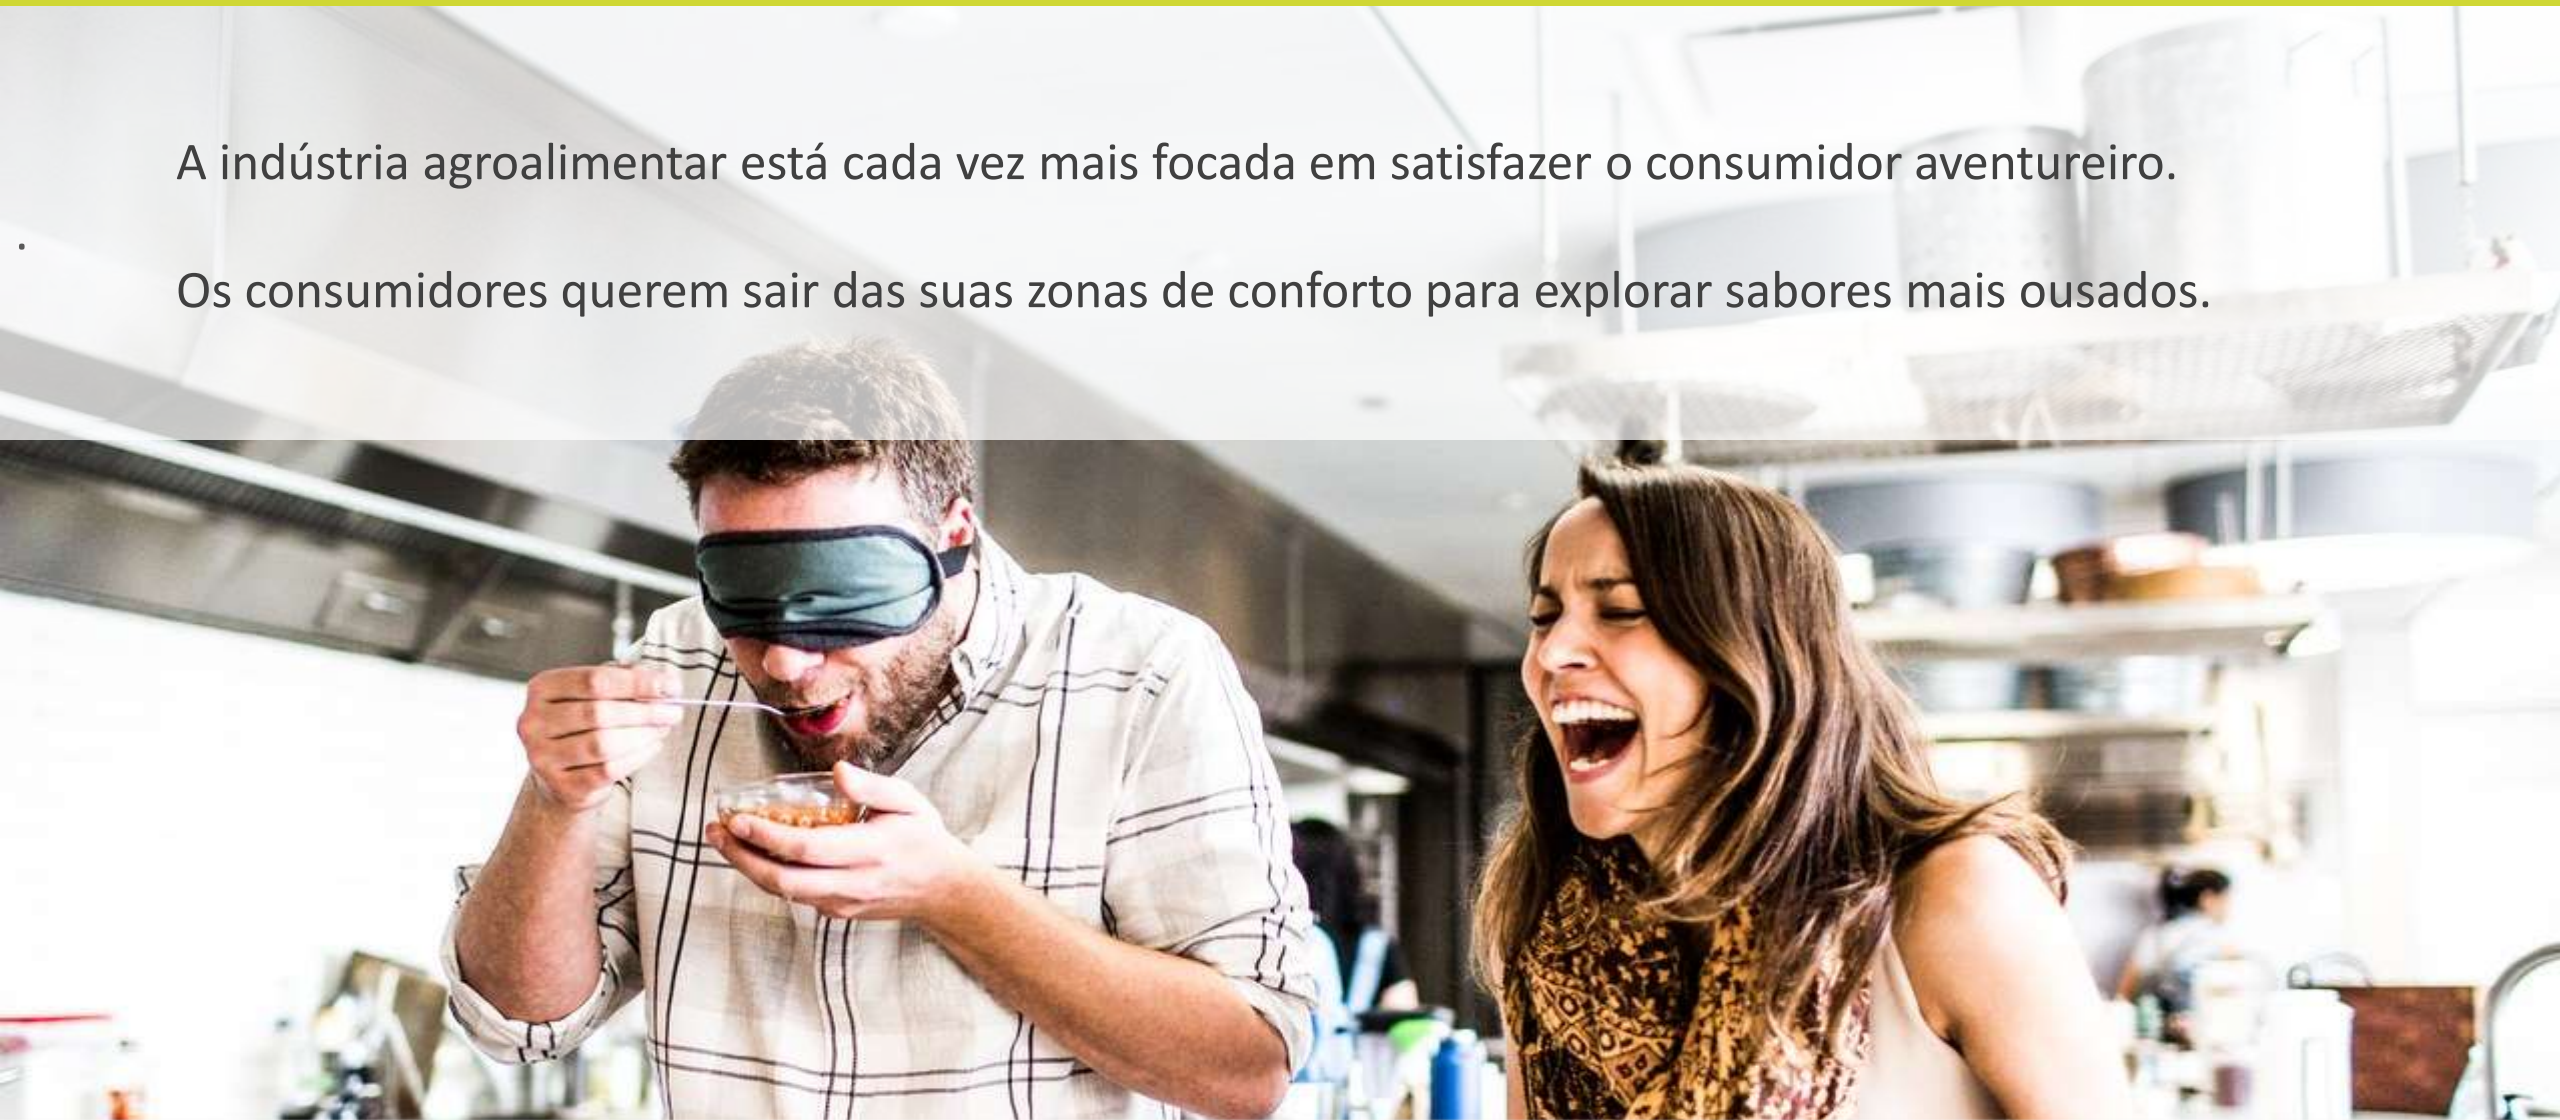 A indústria agroalimentar está cada vez mais focada em satisfazer o consumidor aventureiro.
.
Os consumidores querem sair das suas zonas de conforto para explorar sabores mais ousados.